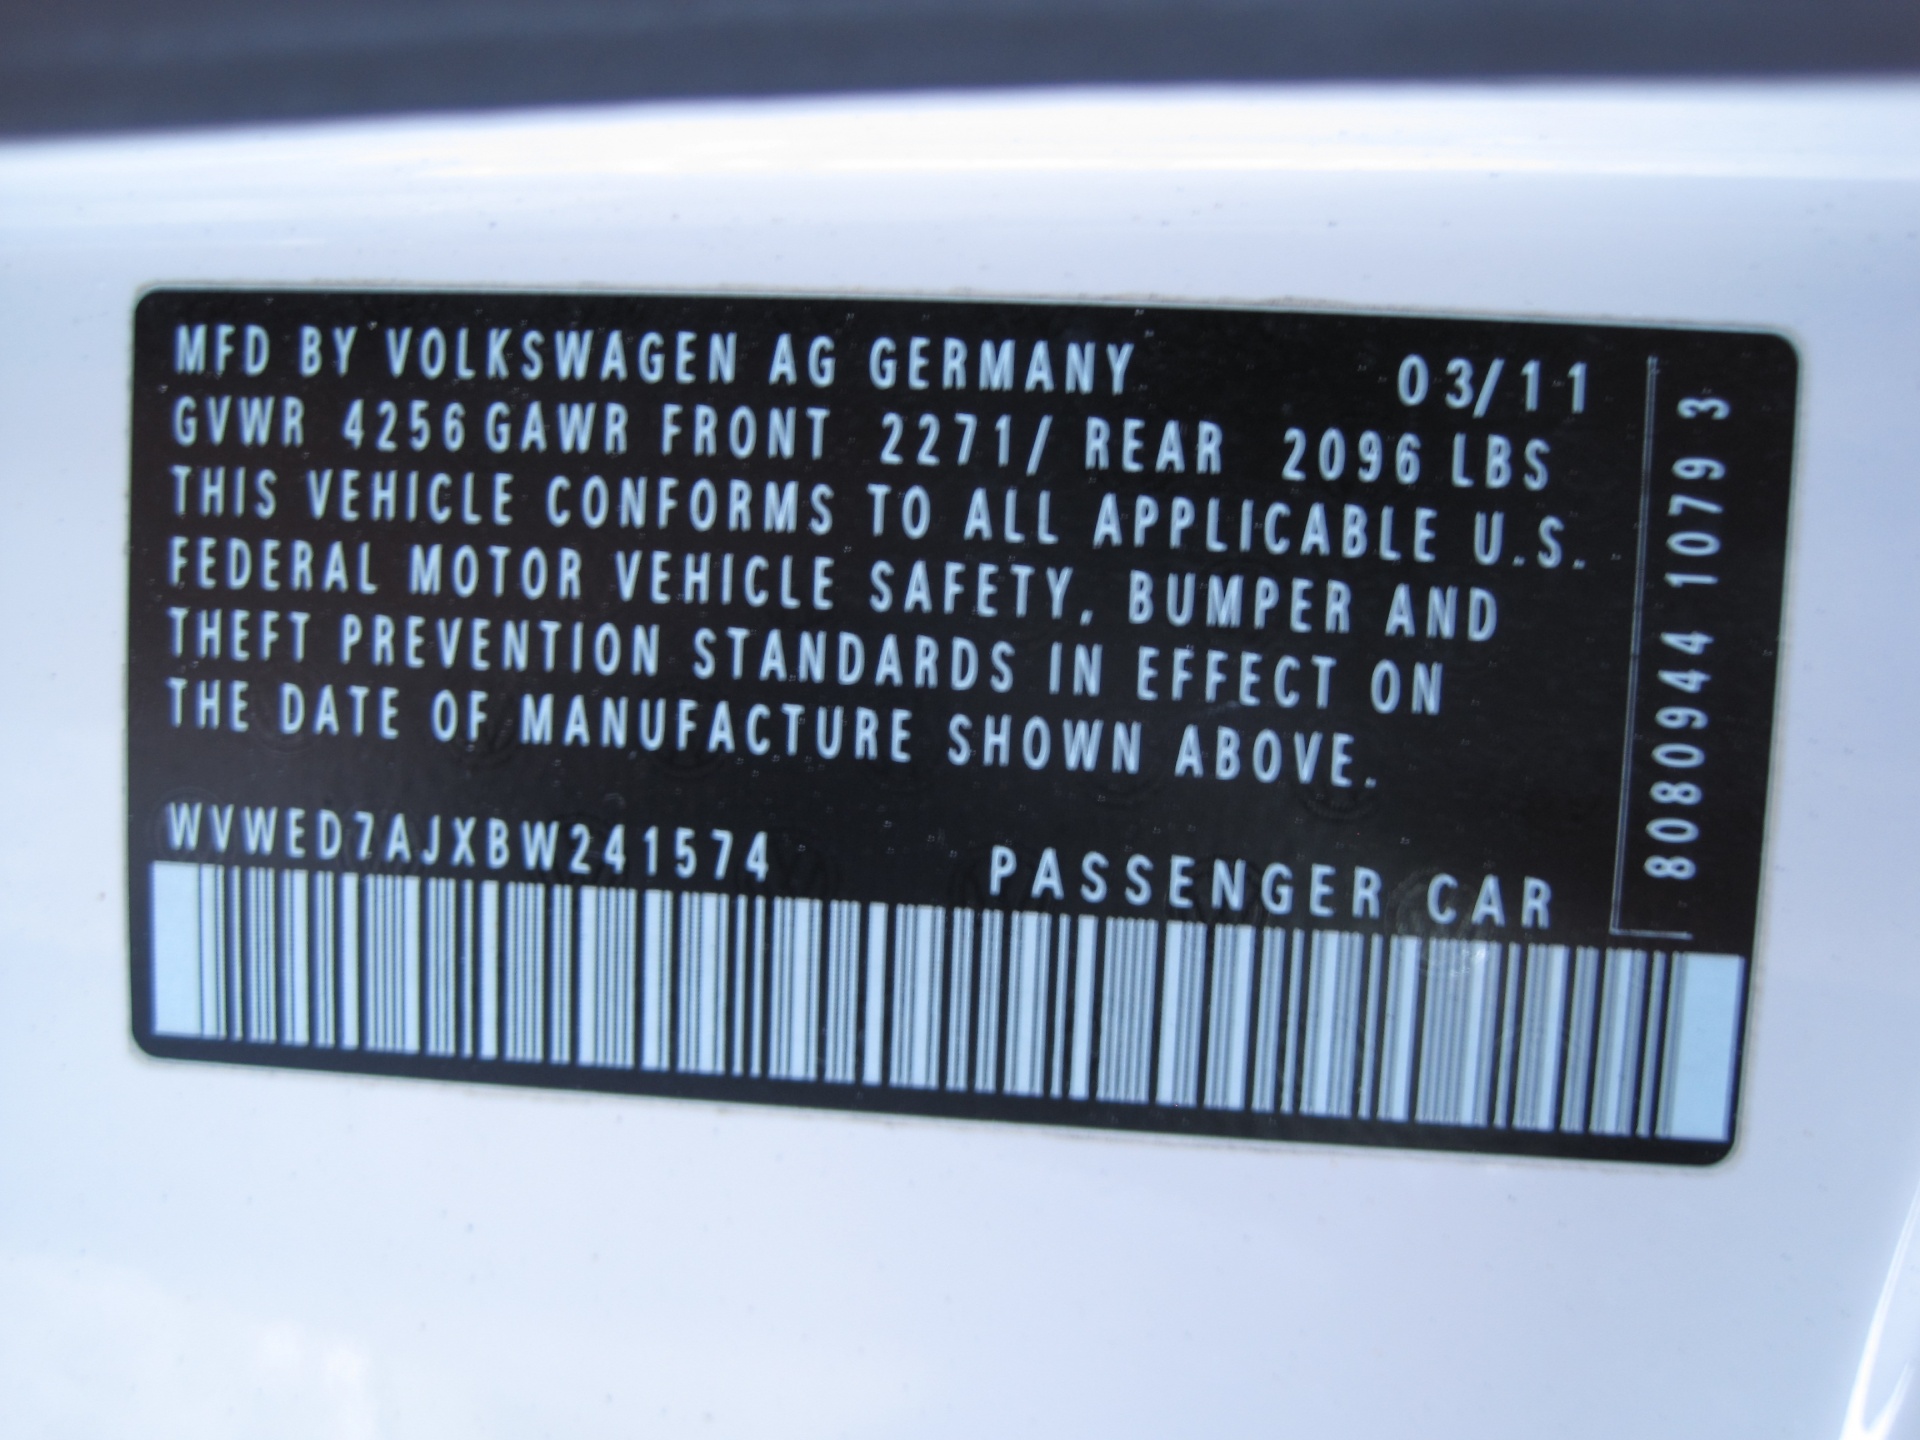 MFD BY VOLKSWAGEN AG GERMANY 03/11
GVWR 4256 GAWR FRONT 2271/ REAR 2096 LBS
THIS VEHICLE CONFORMS TO ALL APPLICABLE U.S.
FEDERAL MOTOR VEHICLE SAFETY, BUMPER AND
THEFT PREVENTION STANDARDS IN EFFECT ON
THE DATE OF MANUFACTURE SHOWN ABOVE.
WVWED7AJXBW241574
PASSENGER CAR
8080944 1079 3